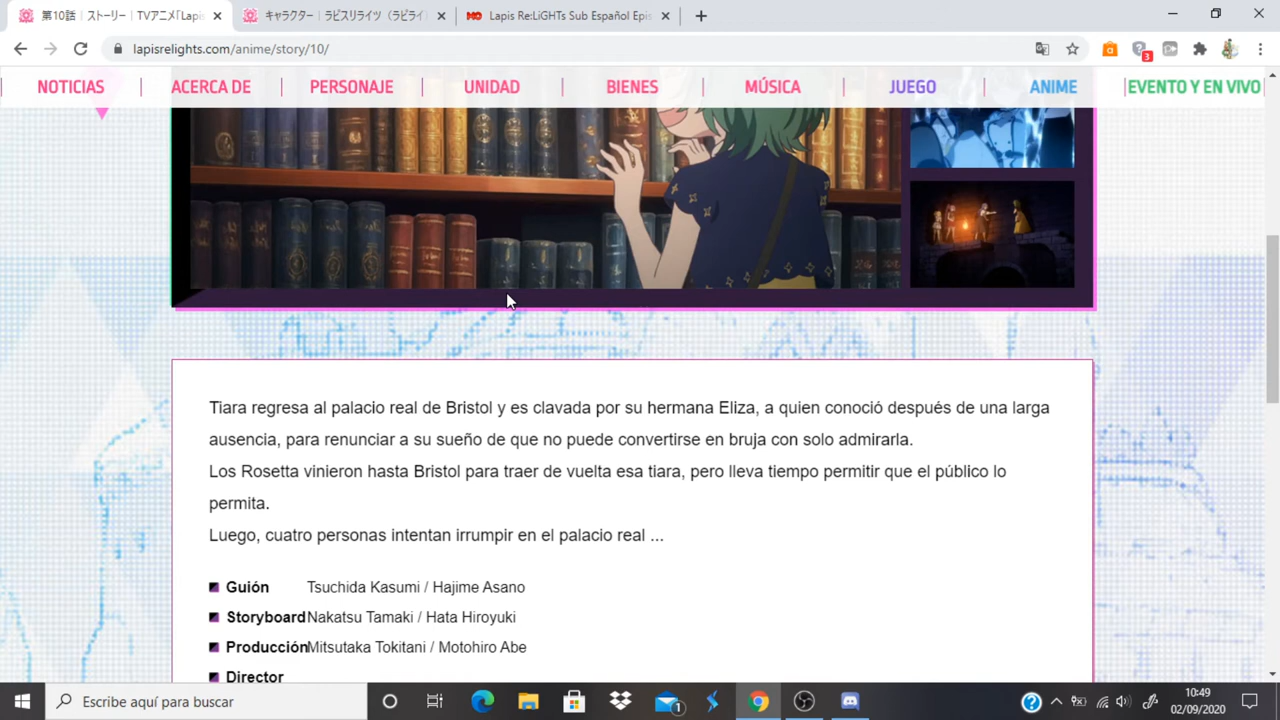 第10話 | ストーリー | TVアニメ「Lapis
キャラクター | ラピスリライツ（ラピライ
Lapis Re:LiGHTs Sub Español Epis
lapisrelights.com/anime/story/10/
3
NOTICIAS
ACERCA DE
PERSONAJE
UNIDAD
BIENES
MÚSICA
JUEGO
ANIME
EVENTO Y EN VIVO
Tiara regresa al palacio real de Bristol y es clavada por su hermana Eliza, a quien conoció después de una larga
ausencia, para renunciar a su sueño de que no puede convertirse en bruja con solo admirarla.
Los Rosetta vinieron hasta Bristol para traer de vuelta esa tiara, pero lleva tiempo permitir que el público lo
permita.
Luego, cuatro personas intentan irrumpir en el palacio real ...
Guión Tsuchida Kasumi / Hajime Asano
Storyboard Nakatsu Tamaki / Hata Hiroyuki
Producción Mitsutaka Tokitani / Motohiro Abe
Director
Escribe aquí para buscar
1
10:49
02/09/2020